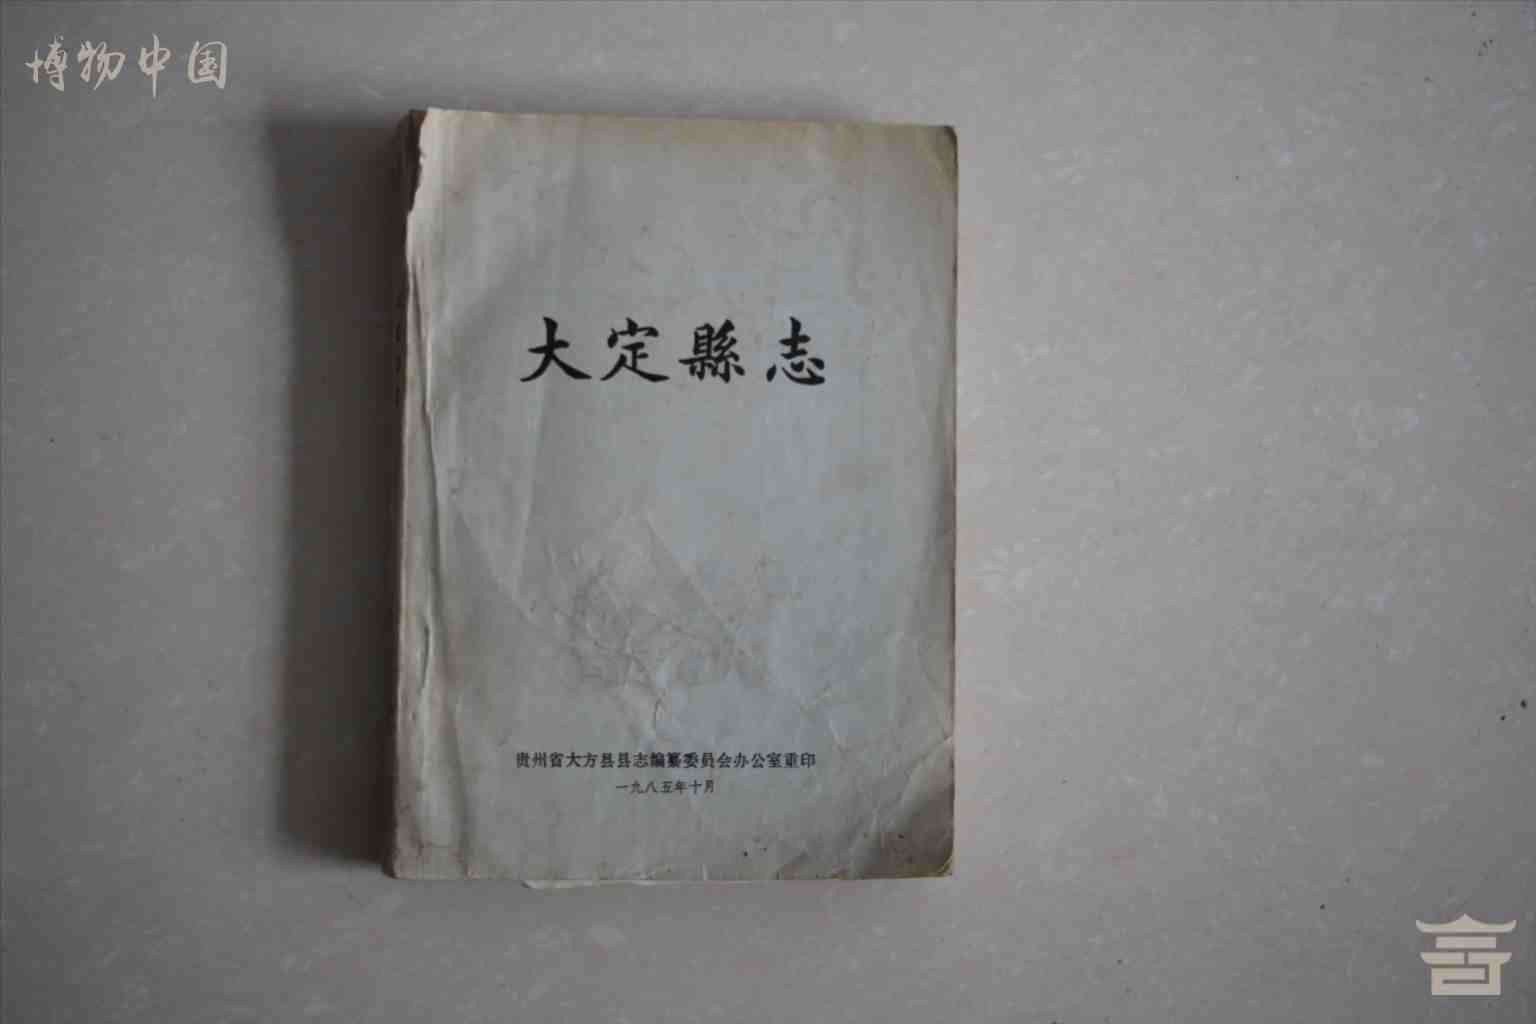 博物中国
大定縣志
贵州省大方县县志编纂委员会办公室重印
一九八五年十月